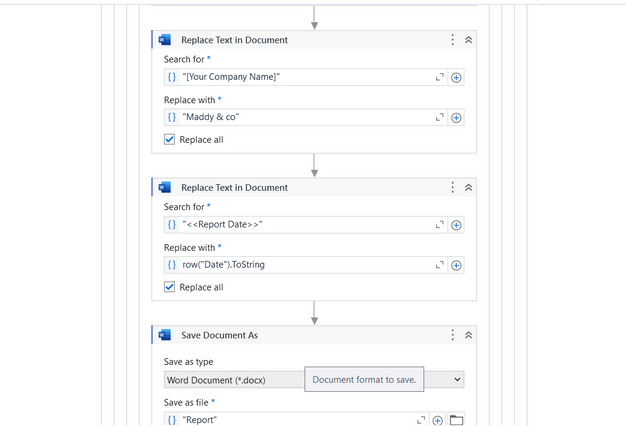 Replace Text in Document
Search for *
"[Your Company Name]"
Replace with *
"Maddy & co"
Replace all
Replace Text in Document
Search for *
"<<Report Date>>"
Replace with *
row("Date").ToString
Replace all
Save Document As
Save as type
Word Document (*.docx)
Document format to save.
Save as file *
"Report"